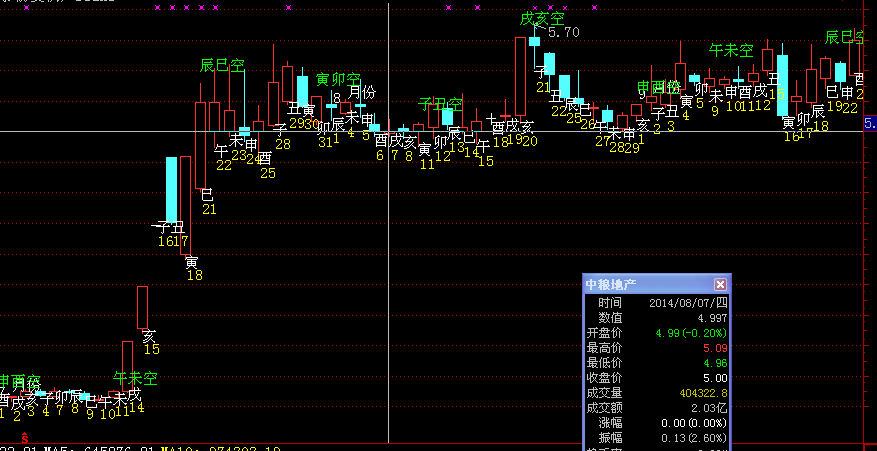 戌亥空
5.70
辰巳空
午未空
辰巳空
寅卯空
8月份
子丑空
申酉空
午未空
子
21
丑
22
辰
25
巳
26
午
27
未
28
申
29
亥
1
子
2
丑
3
寅
4
卯
5
未
9
申
10
酉
11
戌
12
丑
寅
16
卯
17
辰
18
巳
19
申
22
酉
2
5.
午
22
未
23
申
24
酉
25
子
28
丑
29
寅
30
卯
31
辰
1
未
4
申
5
酉
6
戌
7
亥
8
寅
11
卯
12
辰
13
巳
14
午
15
酉
18
戌
19
亥
20
子
16
丑
17
寅
18
巳
21
亥
15
申酉空
月份
午未空
酉
1
戌
2
亥
3
子
4
卯
7
辰
8
巳
9
午
10
未
11
戌
14
中粮地产
时间 2014/08/07/四
数值 4.997
开盘价 4.99(-0.20%)
最高价 5.09
最低价 4.96
收盘价 5.00
成交量 404322.8
成交额 2.03亿
涨幅 0.00(0.00%)
振幅 0.13(2.60%)